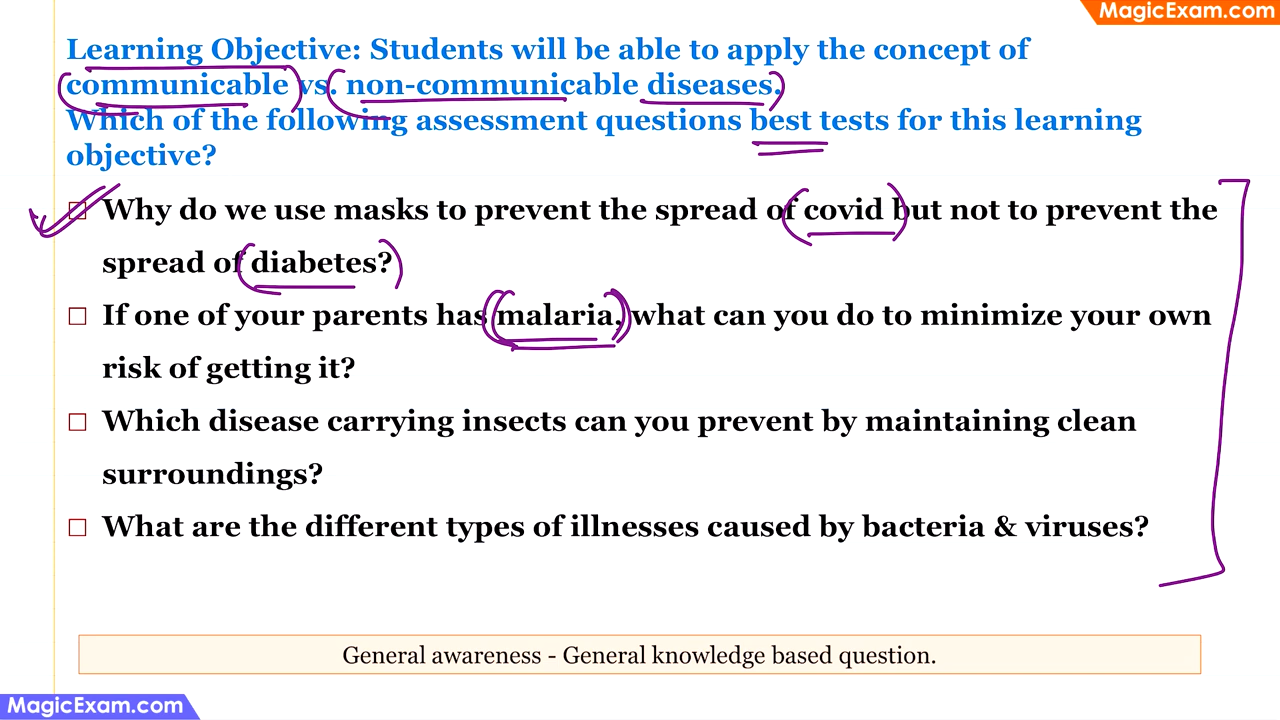 MagicExam.com
Learning Objective: Students will be able to apply the concept of
communicable vs. non-communicable diseases.
Which of the following assessment questions best tests for this learning
objective?
Why do we use masks to prevent the spread of covid but not to prevent the
spread of diabetes?
If one of your parents has malaria, what can you do to minimize your own
risk of getting it?
Which disease carrying insects can you prevent by maintaining clean
surroundings?
What are the different types of illnesses caused by bacteria & viruses?
General awareness - General knowledge based question.
MagicExam.com